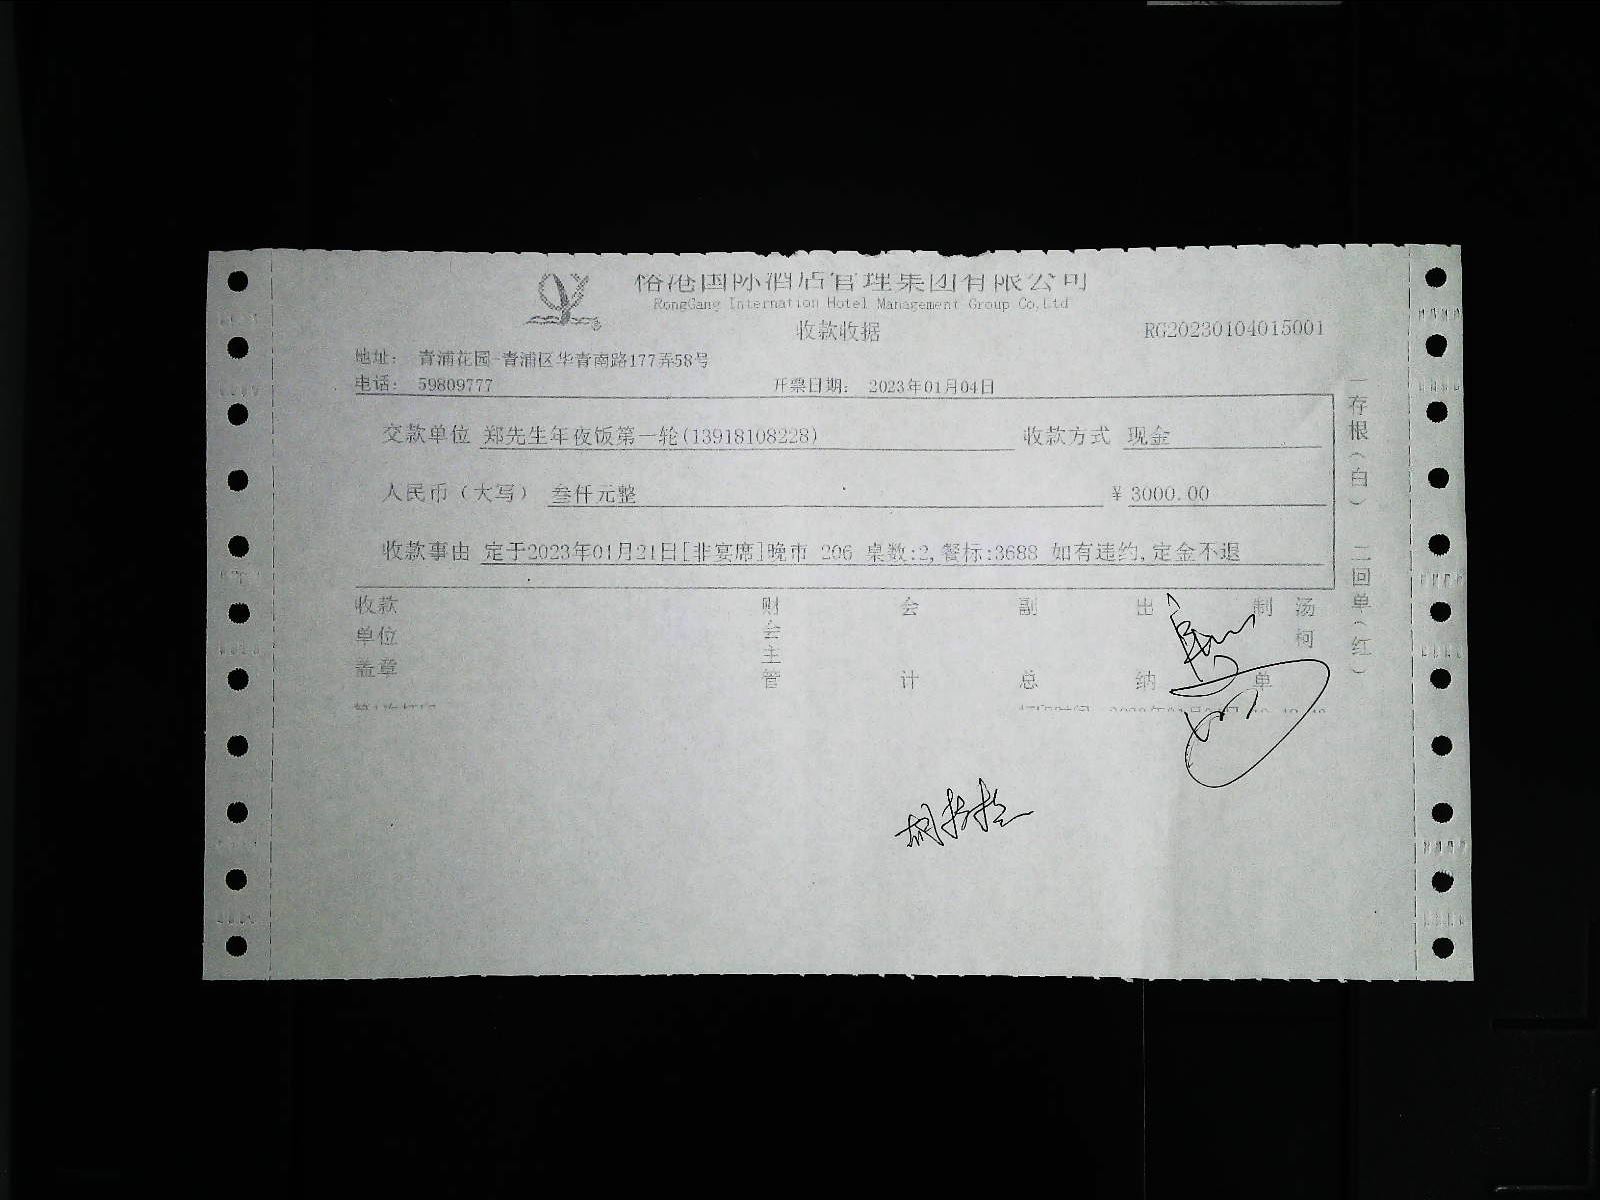 俗港国际酒店管理集团有限公司
RongGang Internation Hotel Management Group Co,Ltd
收款收据 RG20230104015001
地址： 青浦花园-青浦区华青南路177弄58号
电话： 59809777 开票日期： 2023年01月04日
交款单位 郑先生年夜饭第一轮(13918108228) 收款方式 现金
人民币（大写） 叁仟元整 ¥ 3000.00
收款事由 定于2023年01月21日[非宴席]晚市 206 桌数:2,餐标:3688 如有违约,定金不退
收款单位盖章 财会主管 会计 副总 出纳 制单 汤柯
一存根（白） 二回单（红）